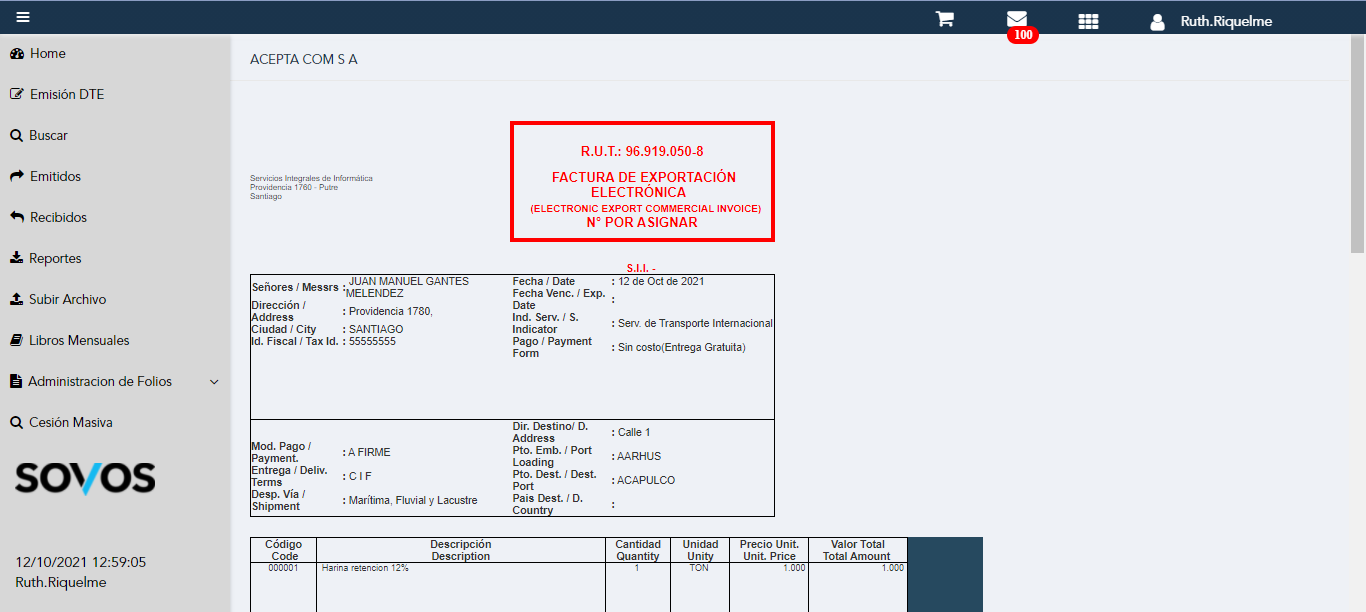 Ruth.Riquelme
100
Home
Emisión DTE
Buscar
Emitidos
Recibidos
Reportes
Subir Archivo
Libros Mensuales
Administracion de Folios
Cesión Masiva
SOVOS
12/10/2021 12:59:05
Ruth.Riquelme
ACEPTA COM S A
Servicios Integrales de Informática
Providencia 1760 - Putre
Santiago
R.U.T.: 96.919.050-8
FACTURA DE EXPORTACIÓN
ELECTRÓNICA
(ELECTRONIC EXPORT COMMERCIAL INVOICE)
N° POR ASIGNAR
S.I.I. -
Señores / Messrs : JUAN MANUEL GANTES
MELENDEZ
Dirección /
Address : Providencia 1780,
Ciudad / City : SANTIAGO
Id. Fiscal / Tax Id. : 55555555
Fecha / Date : 12 de Oct de 2021
Fecha Venc. / Exp.
Date :
Ind. Serv. / S.
Indicator : Serv. de Transporte Internacional
Pago / Payment
Form : Sin costo(Entrega Gratuita)
Mod. Pago /
Payment. : A FIRME
Entrega / Deliv.
Terms : C I F
Desp. Vía /
Shipment : Marítima, Fluvial y Lacustre
Dir. Destino/ D.
Address : Calle 1
Pto. Emb. / Port
Loading : AARHUS
Pto. Dest. / Dest.
Port : ACAPULCO
Pais Dest. / D.
Country :
Código Descripción Cantidad Unidad Precio Unit. Valor Total
Code Description Quantity Unity Unit. Price Total Amount
000001 Harina retencion 12% 1 TON 1.000 1.000